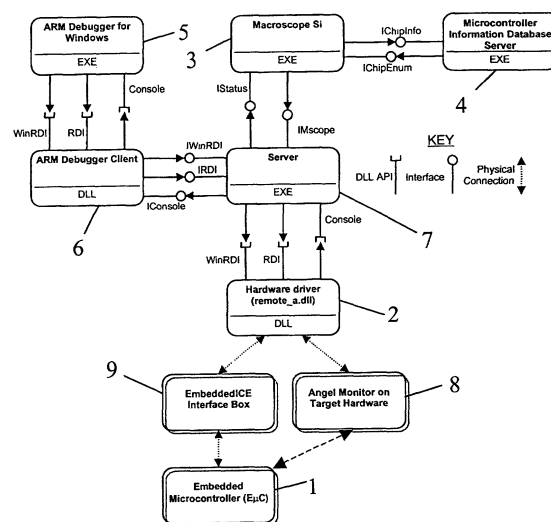 ARM Debugger for
Windows
EXE
5
Macroscope Si
EXE
3
IChipInfo
IChipEnum
Microcontroller
Information Database
Server
EXE
4
Console
WinRDI
RDI
IStatus
IMscope
ARM Debugger Client
DLL
6
IWinRDI
IRDI
IConsole
Server
EXE
7
KEY
DLL API
Interface
Physical
Connection
WinRDI
RDI
Console
Hardware driver
(remote_a.dll)
DLL
2
9
EmbeddedICE
Interface Box
Angel Monitor on
Target Hardware
8
Embedded
Microcontroller (EµC)
1